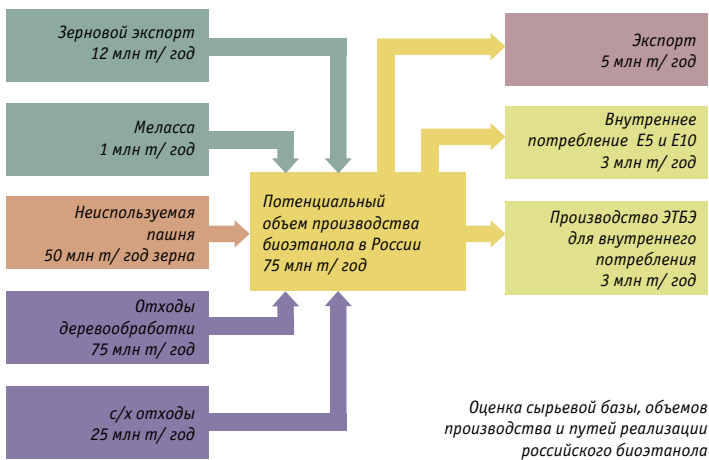 Зерновой экспорт
12 млн т/ год
Меласса
1 млн т/ год
Неиспользуемая
пашня
50 млн т/ год зерна
Отходы
деревообработки
75 млн т/ год
с/х отходы
25 млн т/ год
Потенциальный
объем производства
биоэтанола в России
75 млн т/ год
Экспорт
5 млн т/ год
Внутреннее
потребление Е5 и Е10
3 млн т/ год
Производство ЭТБЭ
для внутреннего
потребления
3 млн т/ год
Оценка сырьевой базы, объемов
производства и путей реализации
российского биоэтанола